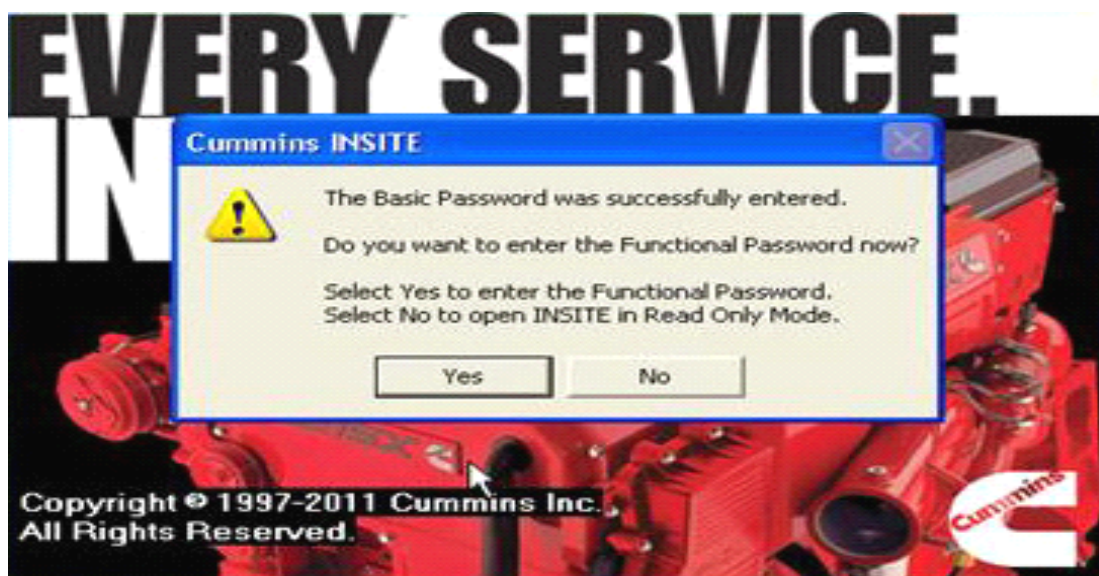 EVERY SERVICE.
IN
Cummins INSITE
The Basic Password was successfully entered.
Do you want to enter the Functional Password now?
Select Yes to enter the Functional Password.
Select No to open INSITE in Read Only Mode.
Yes
No
Copyright © 1997-2011 Cummins Inc.
All Rights Reserved.
Cummins